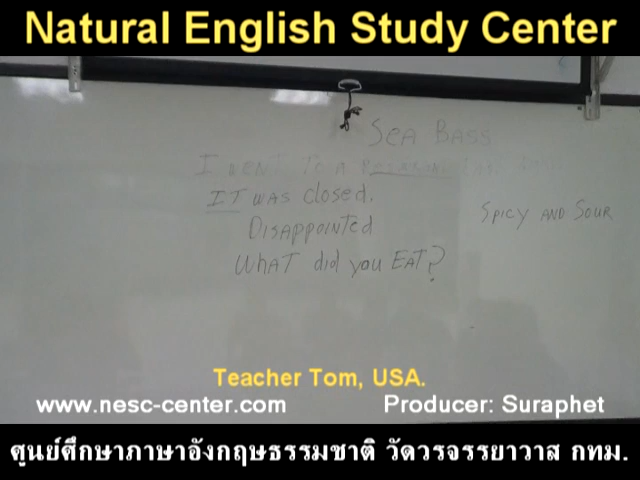 Natural English Study Center
SEA BASS
I WENT TO A
IT WAS closed.
DISAPPOINTED
SPICY AND SOUR
WHAT did you EAT?
Teacher Tom, USA.
www.nesc-center.com Producer: Suraphet
ศูนย์ศึกษาภาษาอังกฤษธรรมชาติ วัดวรจรรยาวาส กทม.